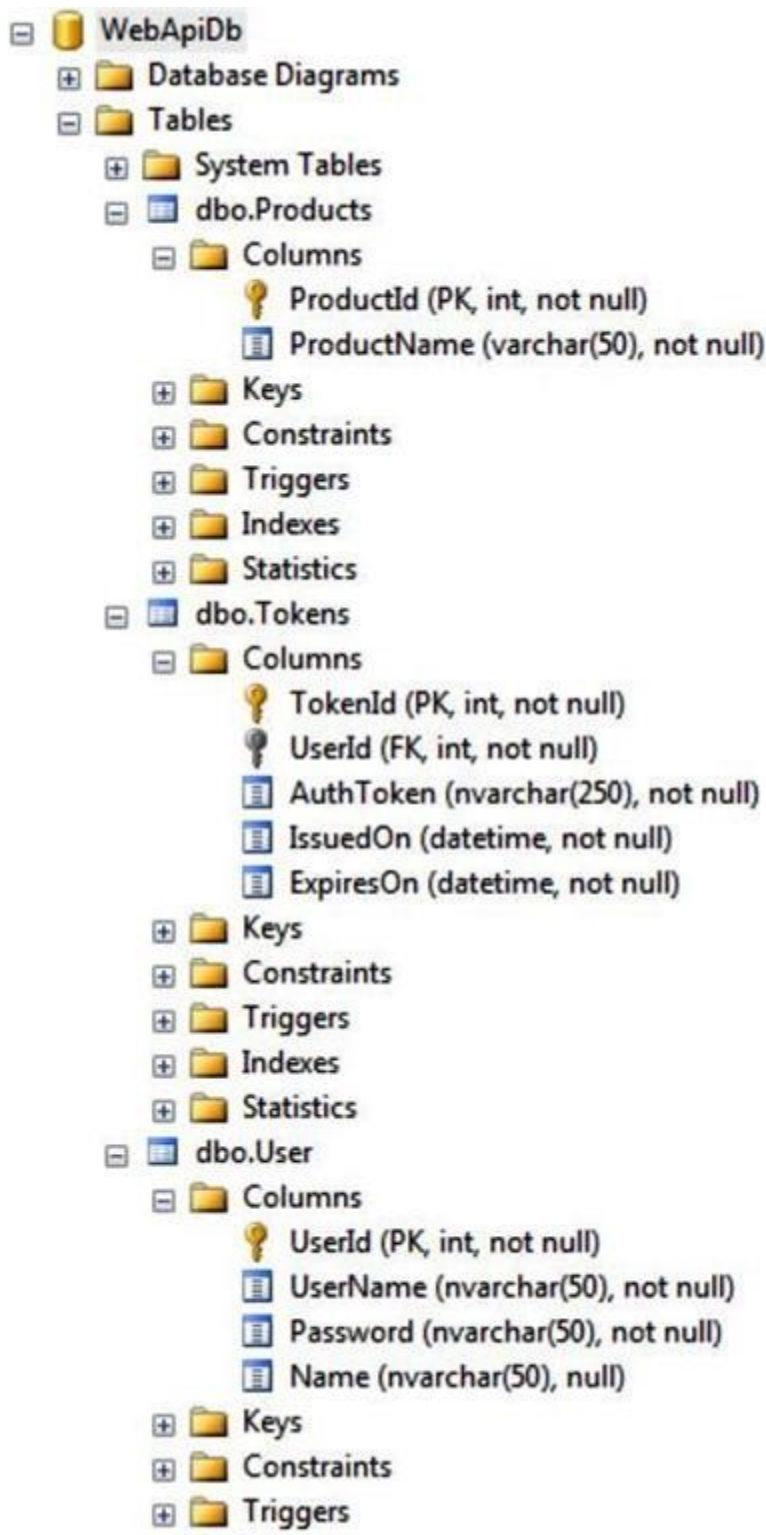 WebApiDb
Database Diagrams
Tables
System Tables
dbo.Products
Columns
ProductId (PK, int, not null)
ProductName (varchar(50), not null)
Keys
Constraints
Triggers
Indexes
Statistics
dbo.Tokens
Columns
TokenId (PK, int, not null)
UserId (FK, int, not null)
AuthToken (nvarchar(250), not null)
IssuedOn (datetime, not null)
ExpiresOn (datetime, not null)
Keys
Constraints
Triggers
Indexes
Statistics
dbo.User
Columns
UserId (PK, int, not null)
UserName (nvarchar(50), not null)
Password (nvarchar(50), not null)
Name (nvarchar(50), null)
Keys
Constraints
Triggers